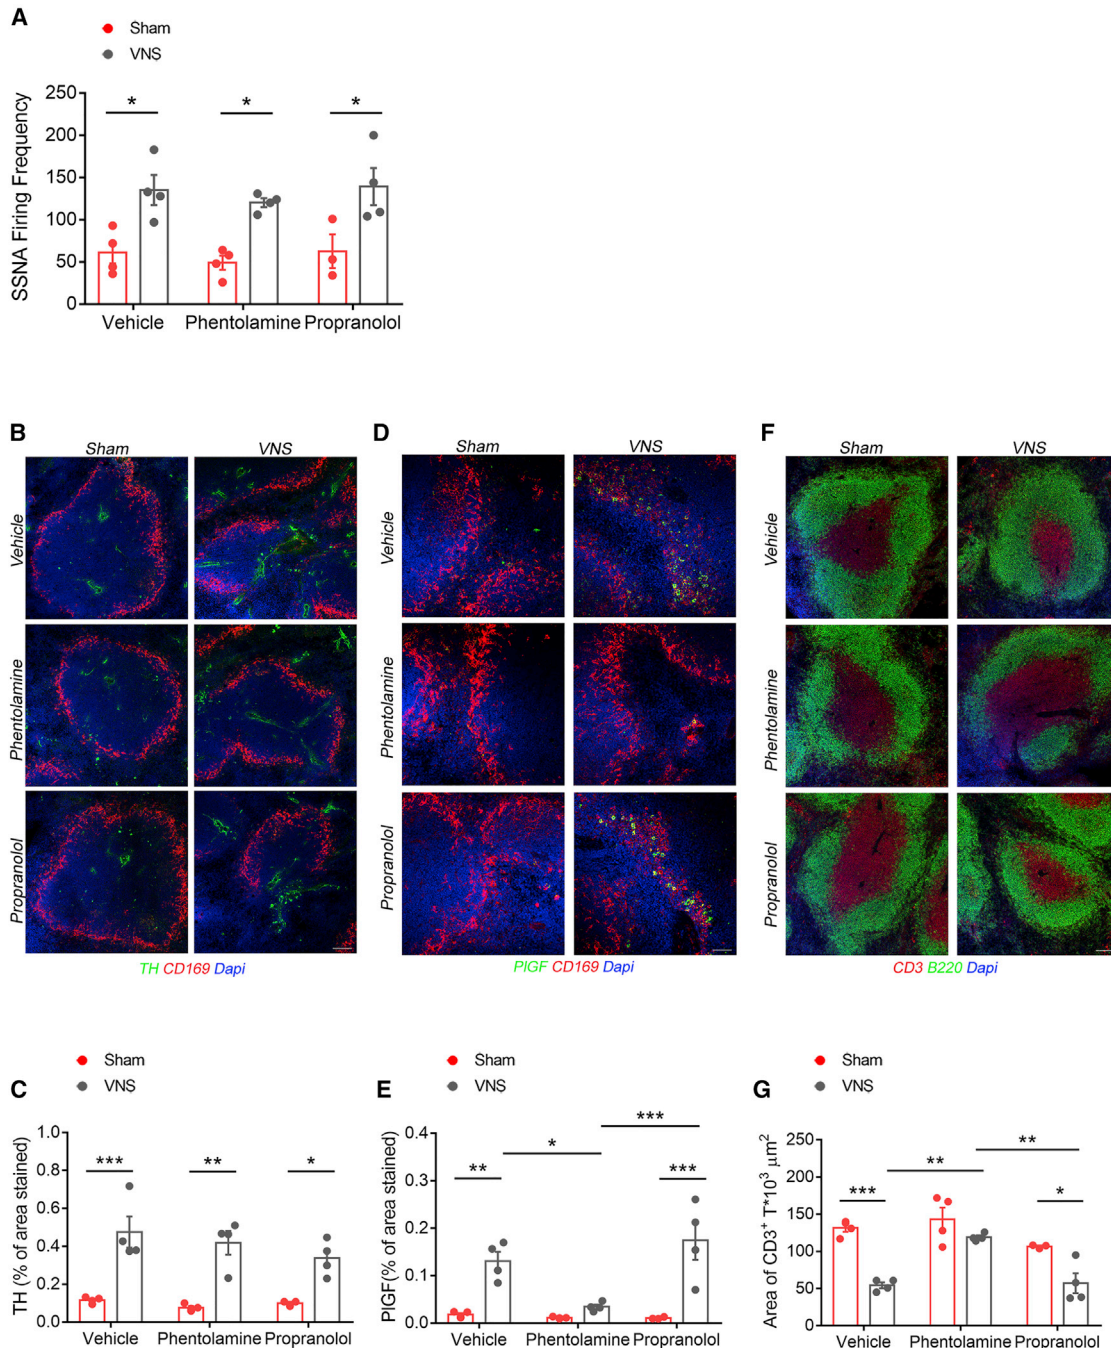 A
Sham
VNS
SSNA Firing Frequency
250
200
150
100
50
0
*
*
*
Vehicle
Phentolamine
Propranolol
B
Sham
VNS
Vehicle
Phentolamine
Propranolol
TH CD169 Dapi
D
Sham
VNS
Vehicle
Phentolamine
Propranolol
PlGF CD169 Dapi
F
Sham
VNS
Vehicle
Phentolamine
Propranolol
CD3 B220 Dapi
C
Sham
VNS
TH (% of area stained)
1.0
0.8
0.6
0.4
0.2
0.0
***
**
*
Vehicle
Phentolamine
Propranolol
E
Sham
VNS
PlGF(% of area stained)
0.4
0.3
0.2
0.1
0.0
***
*
**
***
Vehicle
Phentolamine
Propranolol
G
Sham
VNS
Area of CD3⁺ T*10³ μm²
250
200
150
100
50
0
**
**
***
*
Vehicle
Phentolamine
Propranolol